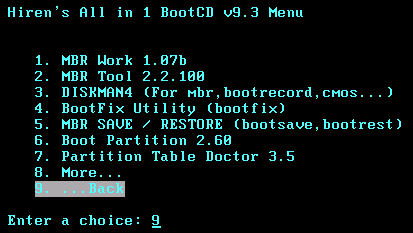 Hiren's All in 1 BootCD v9.3 Menu
1. MBR Work 1.07b
2. MBR Tool 2.2.100
3. DISKMAN4 (For mbr,bootrecord,cmos...)
4. BootFix Utility (bootfix)
5. MBR SAVE / RESTORE (bootsave,bootrest)
6. Boot Partition 2.60
7. Partition Table Doctor 3.5
8. More...
9. ...Back
Enter a choice: 9